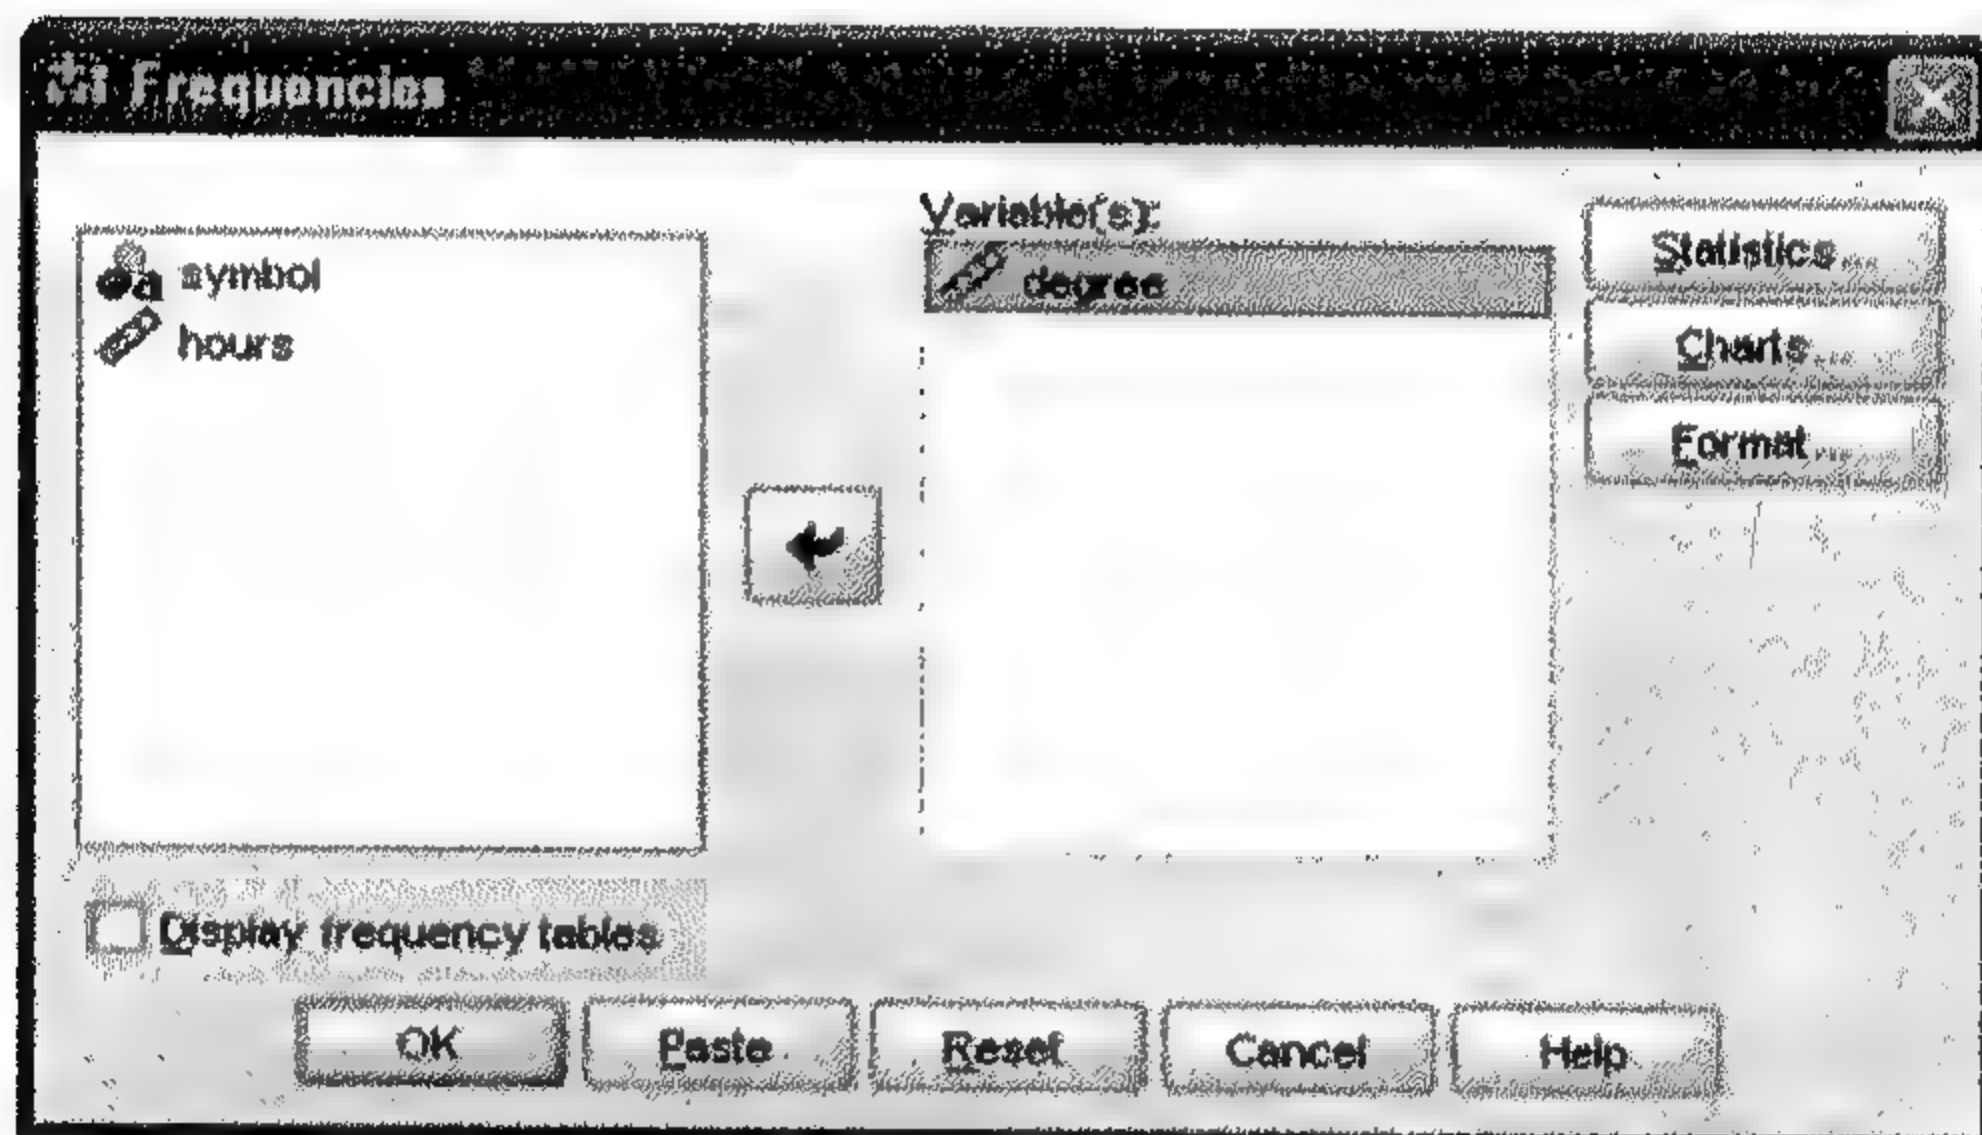 Frequencies
Variable(s):
symbol
hours
degree
Statistics...
Charts...
Format...
Display frequency tables
OK
Paste
Reset
Cancel
Help